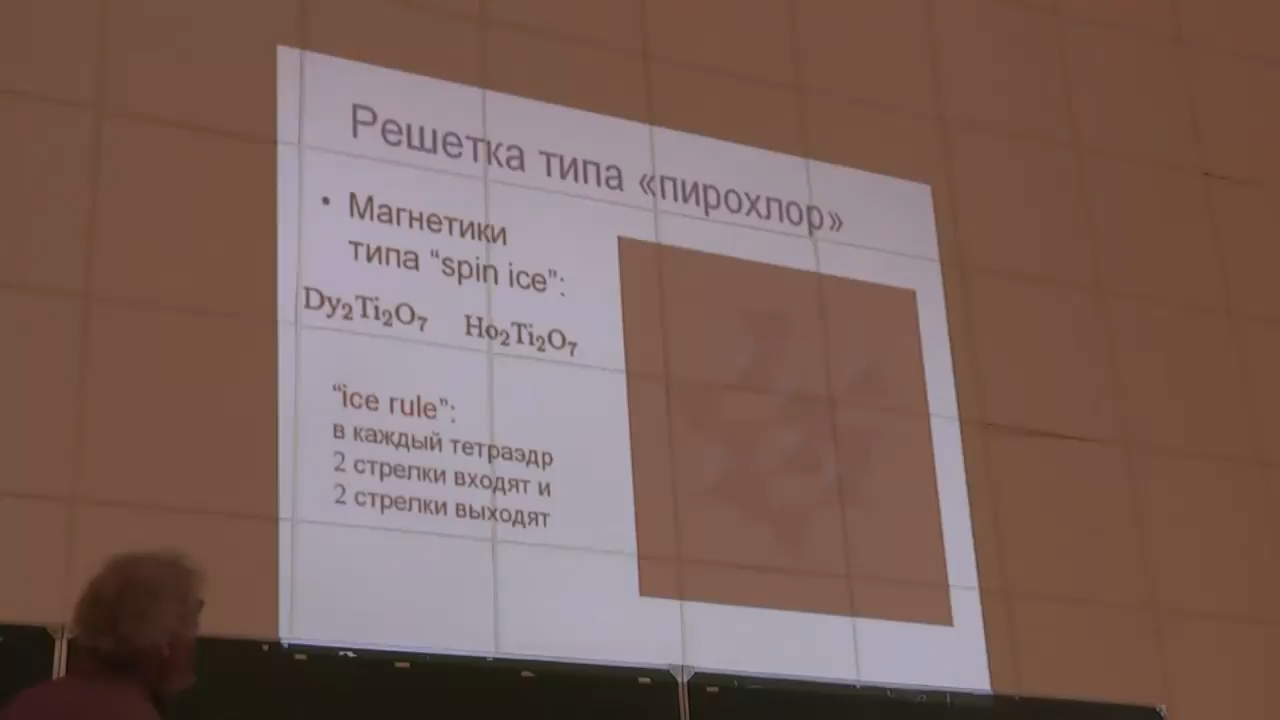 Решетка типа «пирохлор»
• Магнетики
типа “spin ice”:
Dy₂Ti₂O₇ Ho₂Ti₂O₇
“ice rule”:
в каждый тетраэдр
2 стрелки входят и
2 стрелки выходят